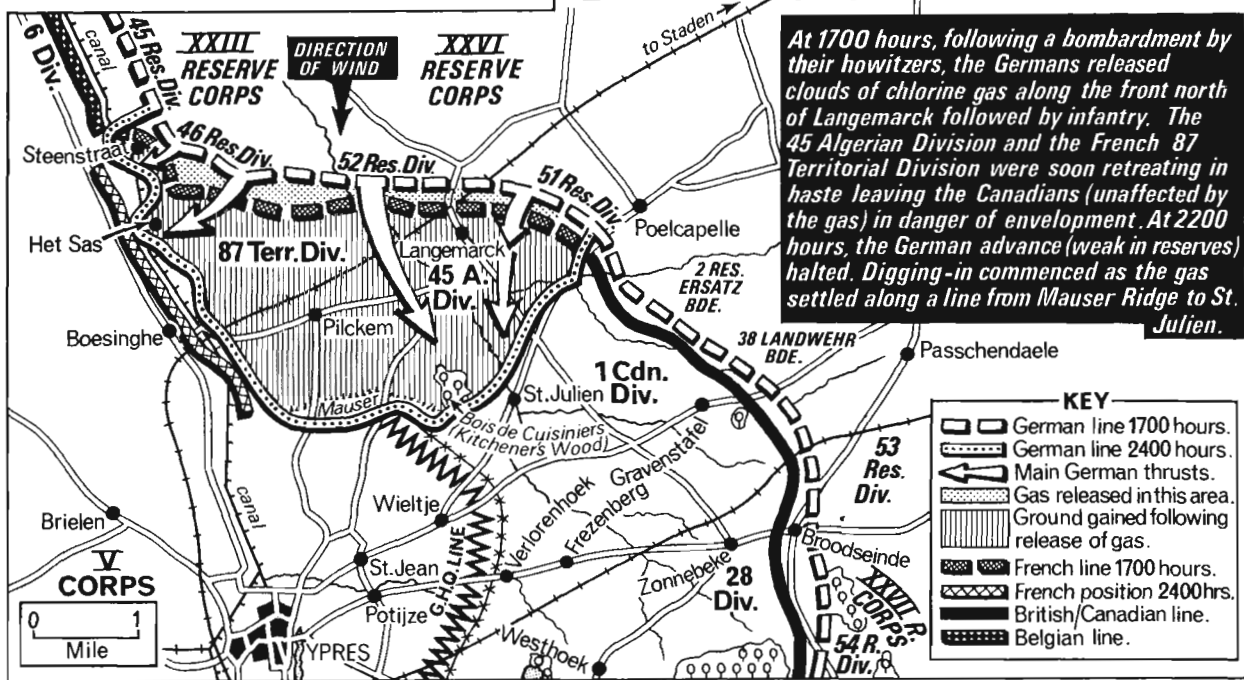 At 1700 hours, following a bombardment by
their howitzers, the Germans released
clouds of chlorine gas along the front north
of Langemarck followed by infantry. The
45 Algerian Division and the French 87
Territorial Division were soon retreating in
haste leaving the Canadians (unaffected by
the gas) in danger of envelopment. At 2200
hours, the German advance (weak in reserves)
halted. Digging-in commenced as the gas
settled along a line from Mauser Ridge to St.
Julien.
6 Div.
canal
45 Res. Div.
XXIII
RESERVE
CORPS
DIRECTION
OF WIND
XXVI
RESERVE
CORPS
to Staden
Steenstraat
46 Res. Div.
52 Res. Div.
51 Res. Div.
Poelcapelle
Het Sas
87 Terr. Div.
Langemarck
45 A.
Div.
2 RES.
ERSATZ
BDE.
38 LANDWEHR
BDE.
Boesinghe
Pilckem
Passchendaele
1 Cdn.
Div.
Mauser
St. Julien
Bois de Cuisiniers
(Kitchener's Wood)
Gravenstafel
53
Res.
Div.
canal
Brielen
Wieltje
Verlorenhoek
Frezenberg
Broodseinde
V
CORPS
St. Jean
G.H.Q. LINE
Zonnebeke
28
Div.
Potijze
XXVII R.
CORPS
0 1
Mile
YPRES
Westhoek
54 R.
Div.
KEY
German line 1700 hours.
German line 2400 hours.
Main German thrusts.
Gas released in this area.
Ground gained following
release of gas.
French line 1700 hours.
French position 2400hrs.
British/Canadian line.
Belgian line.